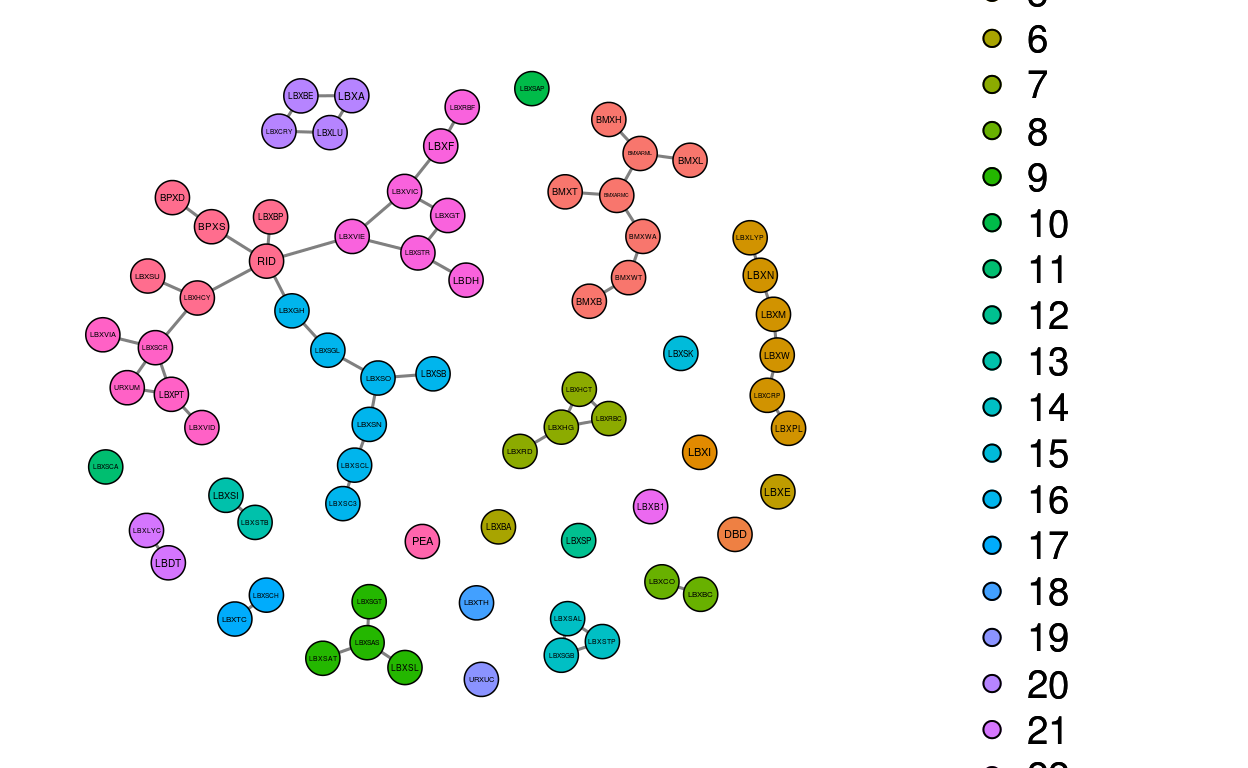 6
LBXSAP
LBXBE LBXA
7
LBXRBF
BMXH
LBXCRY LBXLU
8
LBXF
BMXARML BMXL
9
BPXD
LBXVIC
BMXT BMXARMC
LBXBP
LBXGT
10
BPXS
LBXVIE
BMXWA
LBXLYP
LBXSTR
RID
11
LBXSU
LBDH
BMXWT
LBXN
LBXHCY
BMXB
12
LBXGH
LBXM
LBXVIA
LBXSCR
LBXSGL
LBXSK
LBXW
13
LBXSO LBXSB
URXUM
LBXPT
LBXHCT
LBXCRP
14
LBXVID
LBXSN
LBXHG LBXRBC
LBXPL
LBXRD
LBXI
15
LBXSCA
LBXSCL
LBXSI
LBXSC3
LBXE
16
LBXB1
LBXLYC
LBXSTB
LBXBA
PEA
LBXSP
DBD
17
LBDT
LBXCO
LBXBC
18
LBXSCH
LBXTC
LBXSGT
LBXTH
LBXSAL
19
LBXSAS
LBXSTP
LBXSAT
LBXSL
LBXSGB
20
URXUC
21